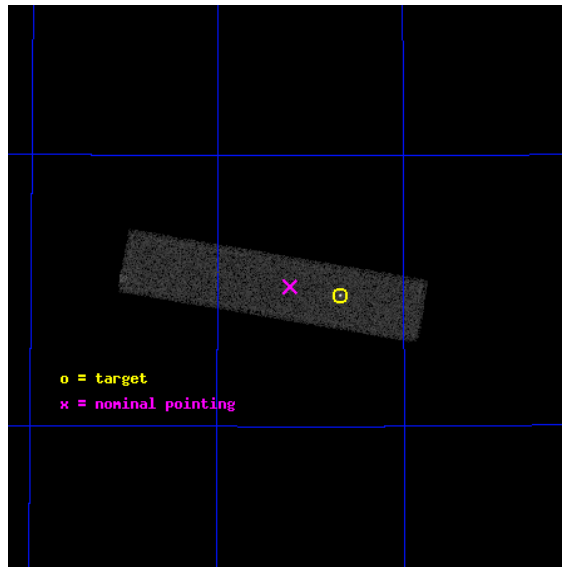 o = target
x = nominal pointing